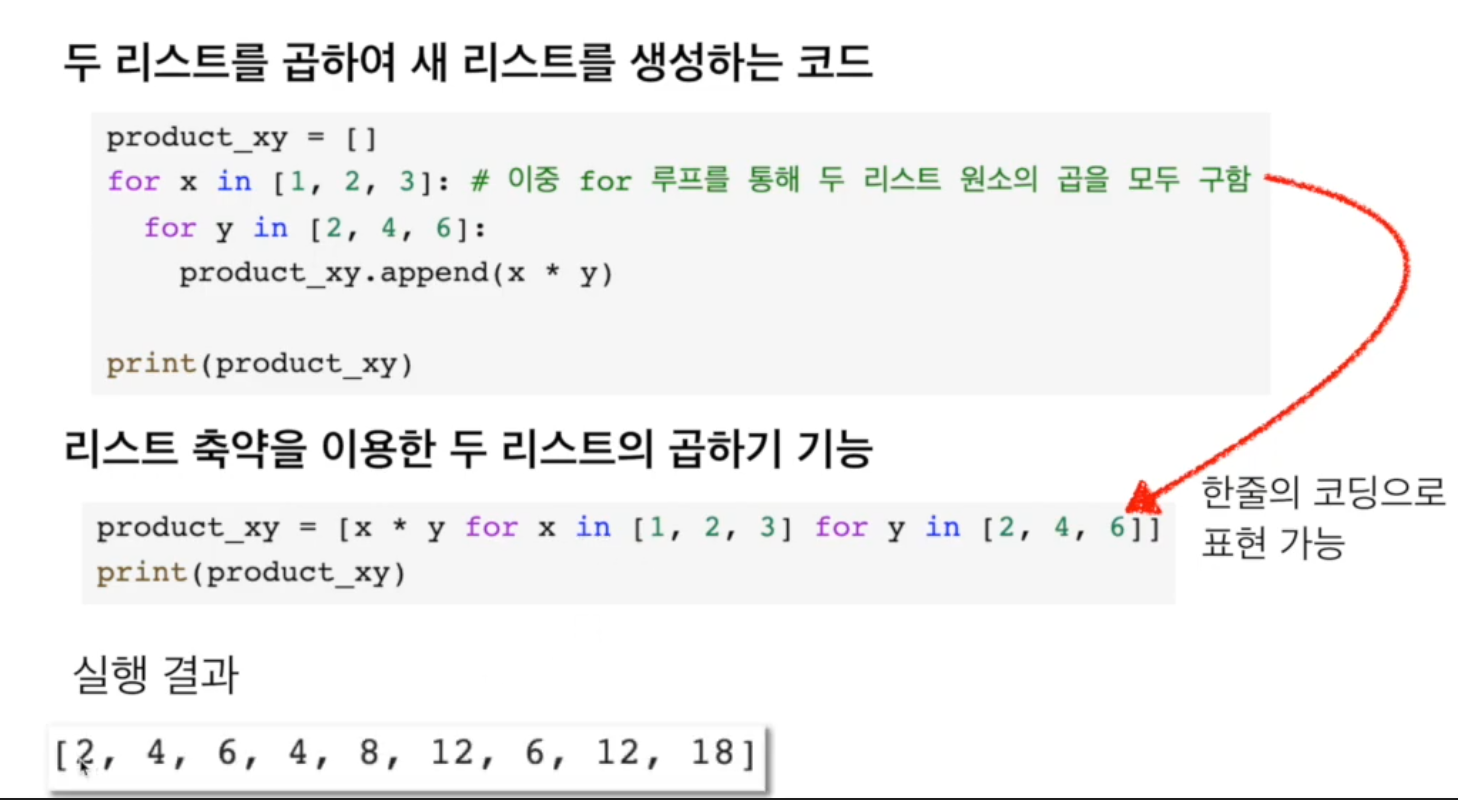 두 리스트를 곱하여 새 리스트를 생성하는 코드
product_xy = []
for x in [1, 2, 3]: # 이중 for 루프를 통해 두 리스트 원소의 곱을 모두 구함
  for y in [2, 4, 6]:
    product_xy.append(x * y)
print(product_xy)
리스트 축약을 이용한 두 리스트의 곱하기 기능
product_xy = [x * y for x in [1, 2, 3] for y in [2, 4, 6]]
print(product_xy)
한줄의 코딩으로
표현 가능
실행 결과
[2, 4, 6, 4, 8, 12, 6, 12, 18]